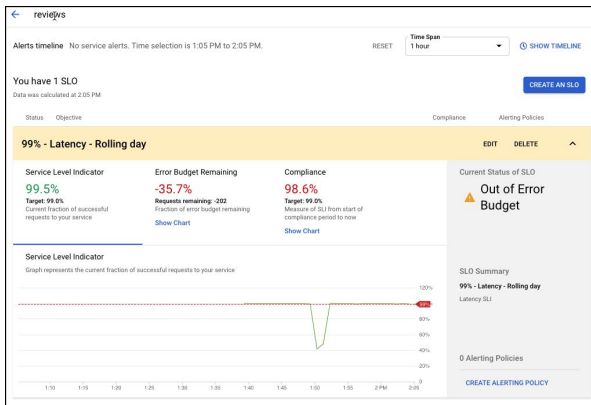 reviews
Alerts timeline No service alerts. Time selection is 1:05 PM to 2:05 PM.
RESET
Time Span
1 hour
SHOW TIMELINE
You have 1 SLO
Data was calculated at 2:05 PM
CREATE AN SLO
Status Objective Compliance Alerting Policies
99% - Latency - Rolling day
EDIT DELETE
Service Level Indicator
99.5%
Target: 99.0%
Current fraction of successful
requests to your service
Error Budget Remaining
-35.7%
Requests remaining: -202
Fraction of error budget remaining
Show Chart
Compliance
98.6%
Target: 99.0%
Measure of SLI from start of
compliance period to now
Show Chart
Current Status of SLO
Out of Error
Budget
Service Level Indicator
Graph represents the current fraction of successful requests to your service
120%
99%
80%
60%
40%
20%
0
1:10 1:15 1:20 1:25 1:30 1:35 1:40 1:45 1:50 1:55 2 PM 2:05
SLO Summary
99% - Latency - Rolling day
Latency SLI
0 Alerting Policies
CREATE ALERTING POLICY